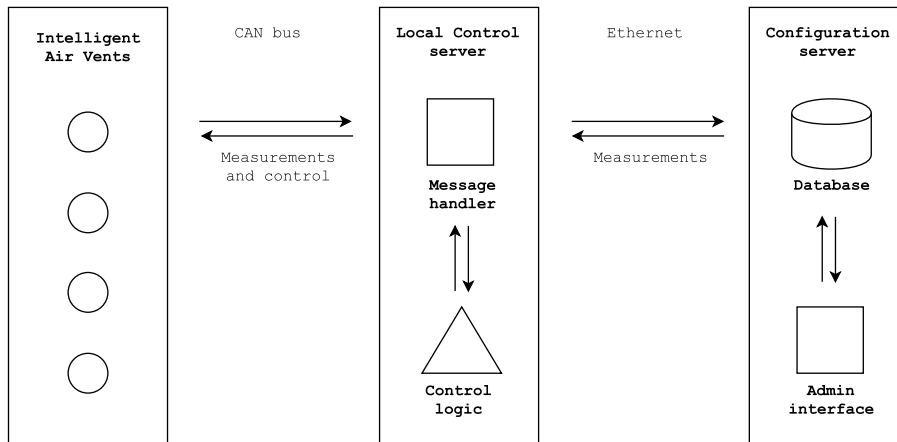 Intelligent
Air Vents
CAN bus
Measurements
and control
Local Control
server
Message
handler
Control
logic
Ethernet
Measurements
Configuration
server
Database
Admin
interface